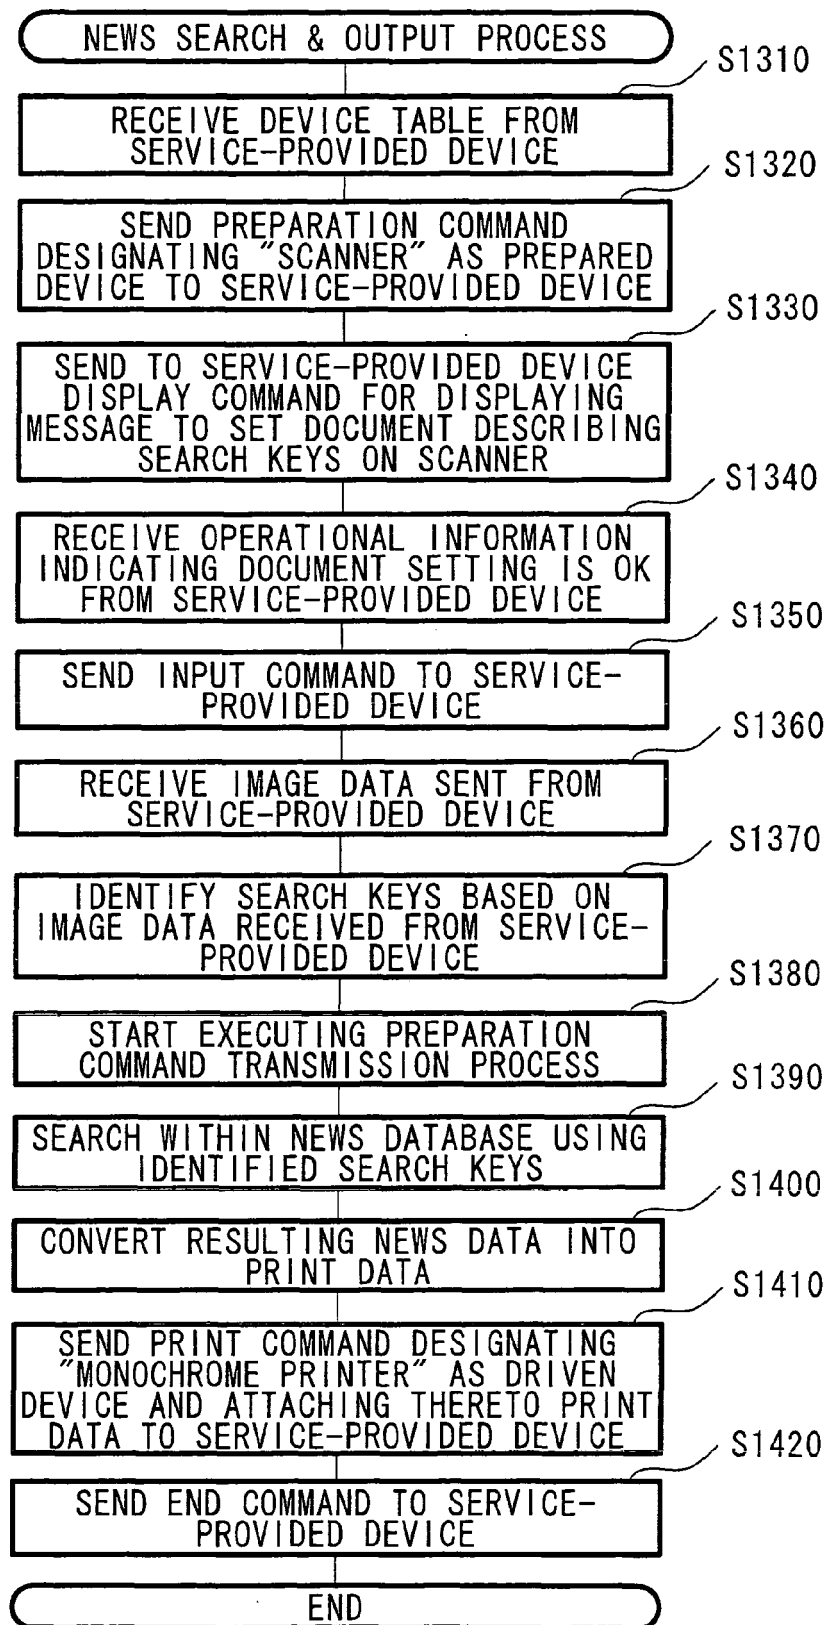 NEWS SEARCH & OUTPUT PROCESS
S1310
RECEIVE DEVICE TABLE FROM
SERVICE-PROVIDED DEVICE
S1320
SEND PREPARATION COMMAND
DESIGNATING "SCANNER" AS PREPARED
DEVICE TO SERVICE-PROVIDED DEVICE
S1330
SEND TO SERVICE-PROVIDED DEVICE
DISPLAY COMMAND FOR DISPLAYING
MESSAGE TO SET DOCUMENT DESCRIBING
SEARCH KEYS ON SCANNER
S1340
RECEIVE OPERATIONAL INFORMATION
INDICATING DOCUMENT SETTING IS OK
FROM SERVICE-PROVIDED DEVICE
S1350
SEND INPUT COMMAND TO SERVICE-
PROVIDED DEVICE
S1360
RECEIVE IMAGE DATA SENT FROM
SERVICE-PROVIDED DEVICE
S1370
IDENTIFY SEARCH KEYS BASED ON
IMAGE DATA RECEIVED FROM SERVICE-
PROVIDED DEVICE
S1380
START EXECUTING PREPARATION
COMMAND TRANSMISSION PROCESS
S1390
SEARCH WITHIN NEWS DATABASE USING
IDENTIFIED SEARCH KEYS
S1400
CONVERT RESULTING NEWS DATA INTO
PRINT DATA
S1410
SEND PRINT COMMAND DESIGNATING
"MONOCHROME PRINTER" AS DRIVEN
DEVICE AND ATTACHING THERETO PRINT
DATA TO SERVICE-PROVIDED DEVICE
S1420
SEND END COMMAND TO SERVICE-
PROVIDED DEVICE
END